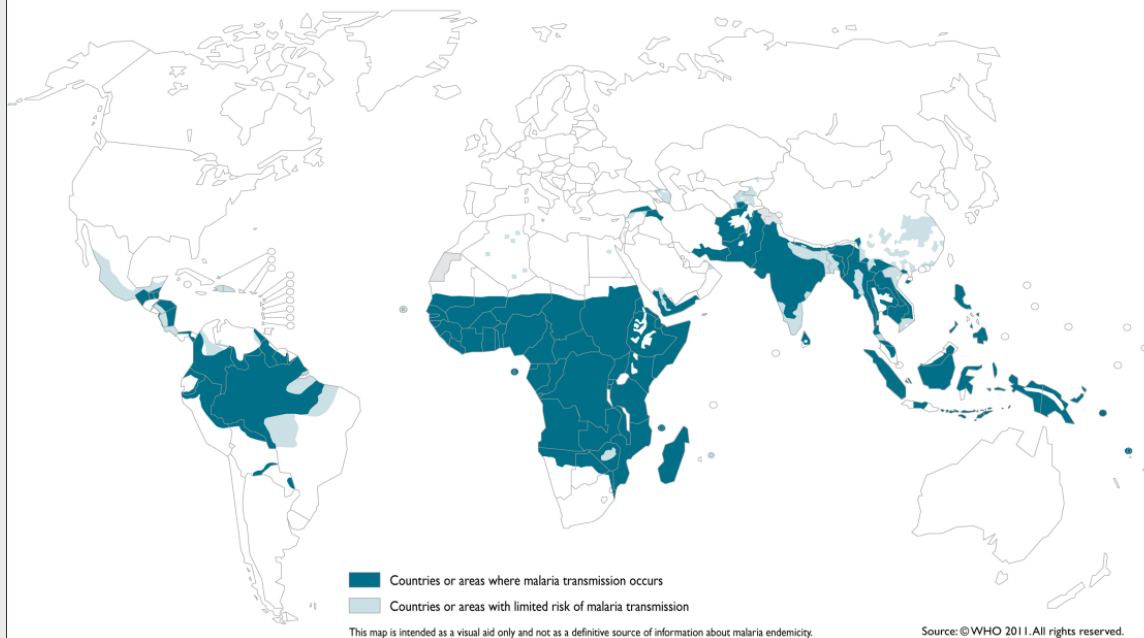 Countries or areas where malaria transmission occurs
Countries or areas with limited risk of malaria transmission
This map is intended as a visual aid only and not as a definitive source of information about malaria endemicity.
Source: © WHO 2011. All rights reserved.